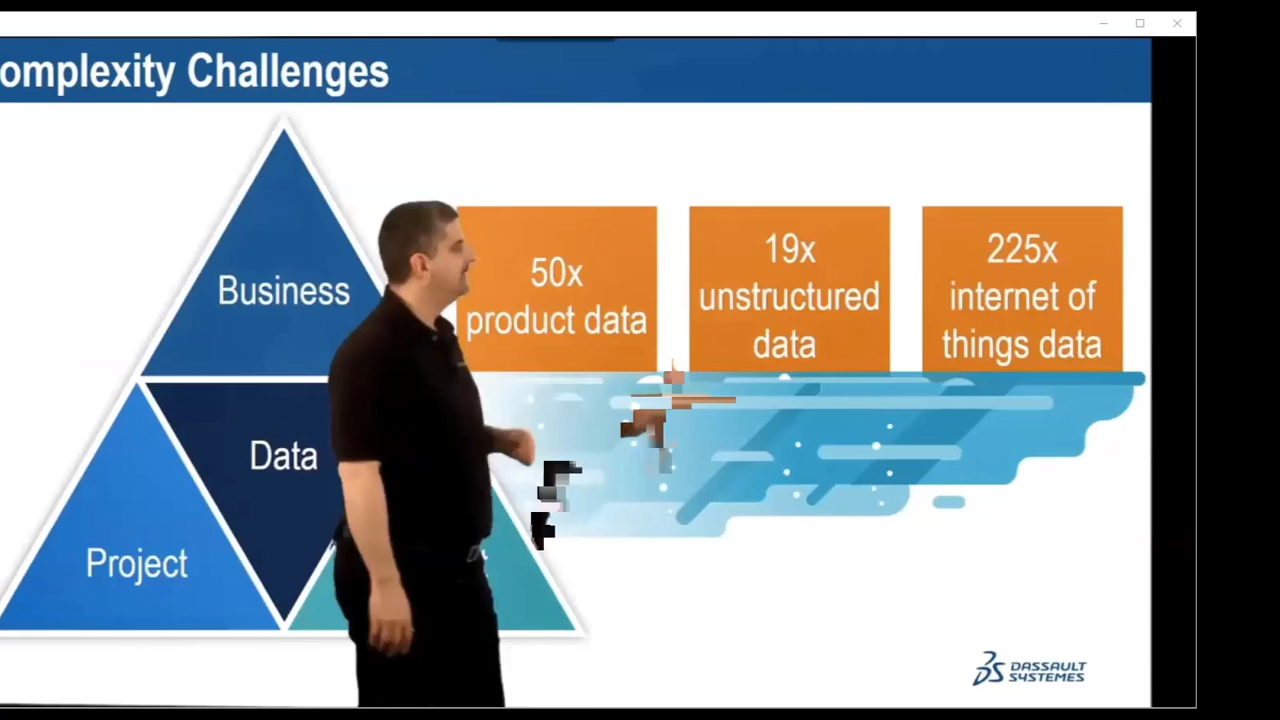 omplexity Challenges
Business
Data
Project
50x
product data
19x
unstructured
data
225x
internet of
things data
DASSAULT
SYSTEMES